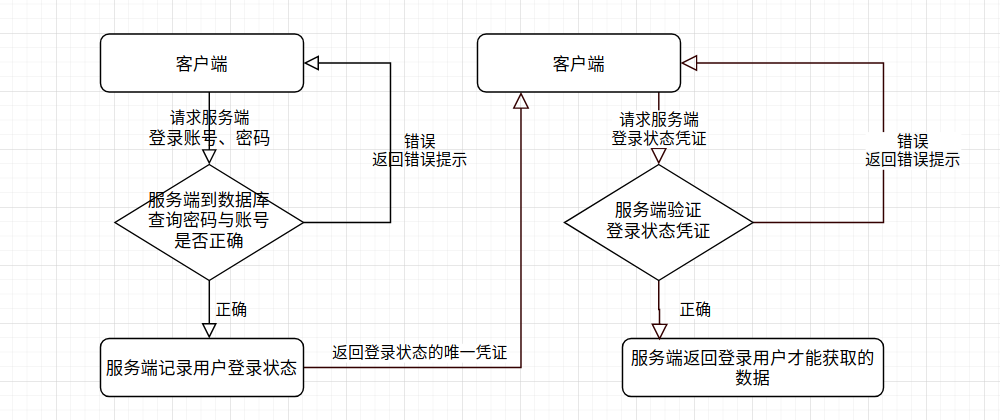 客户端
请求服务端
登录账号、密码
错误
返回错误提示
服务端到数据库
查询密码与账号
是否正确
正确
服务端记录用户登录状态
返回登录状态的唯一凭证
客户端
请求服务端
登录状态凭证
错误
返回错误提示
服务端验证
登录状态凭证
正确
服务端返回登录用户才能获取的
数据